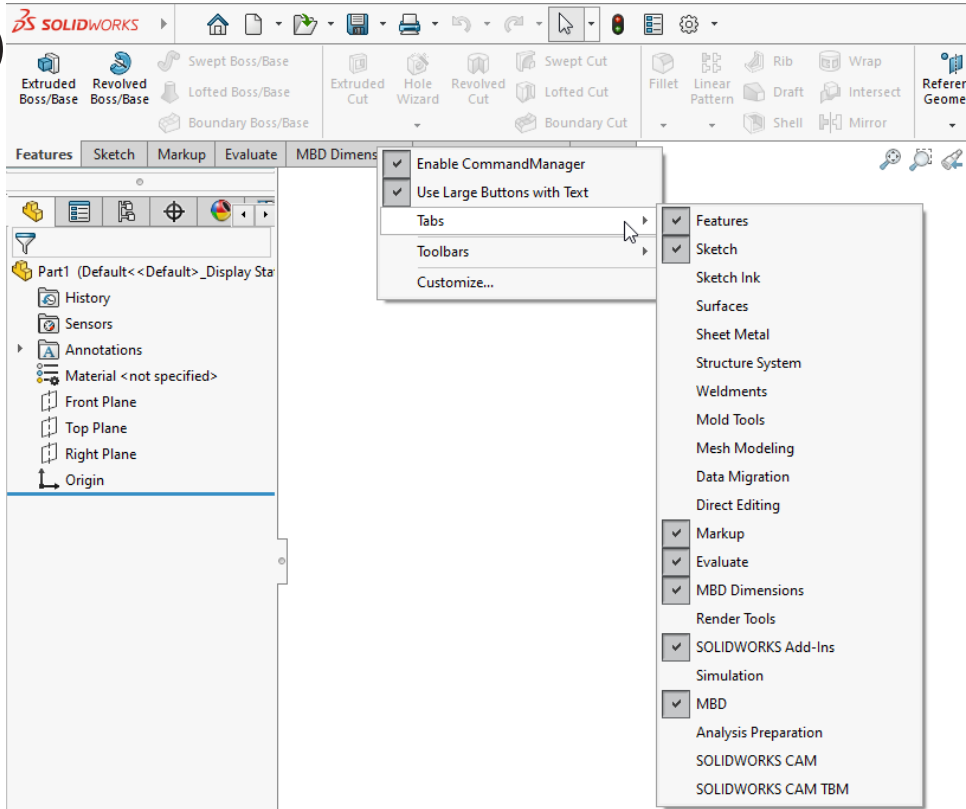 SOLIDWORKS
Extruded Boss/Base
Revolved Boss/Base
Swept Boss/Base
Lofted Boss/Base
Boundary Boss/Base
Extruded Cut
Hole Wizard
Revolved Cut
Swept Cut
Lofted Cut
Boundary Cut
Fillet
Linear Pattern
Rib
Draft
Shell
Wrap
Intersect
Mirror
Referen
Geome
Features Sketch Markup Evaluate MBD Dimens
Enable CommandManager
Use Large Buttons with Text
Tabs
Toolbars
Customize...
Part1 (Default<<Default>_Display Sta
History
Sensors
Annotations
Material <not specified>
Front Plane
Top Plane
Right Plane
Origin
Features
Sketch
Sketch Ink
Surfaces
Sheet Metal
Structure System
Weldments
Mold Tools
Mesh Modeling
Data Migration
Direct Editing
Markup
Evaluate
MBD Dimensions
Render Tools
SOLIDWORKS Add-Ins
Simulation
MBD
Analysis Preparation
SOLIDWORKS CAM
SOLIDWORKS CAM TBM